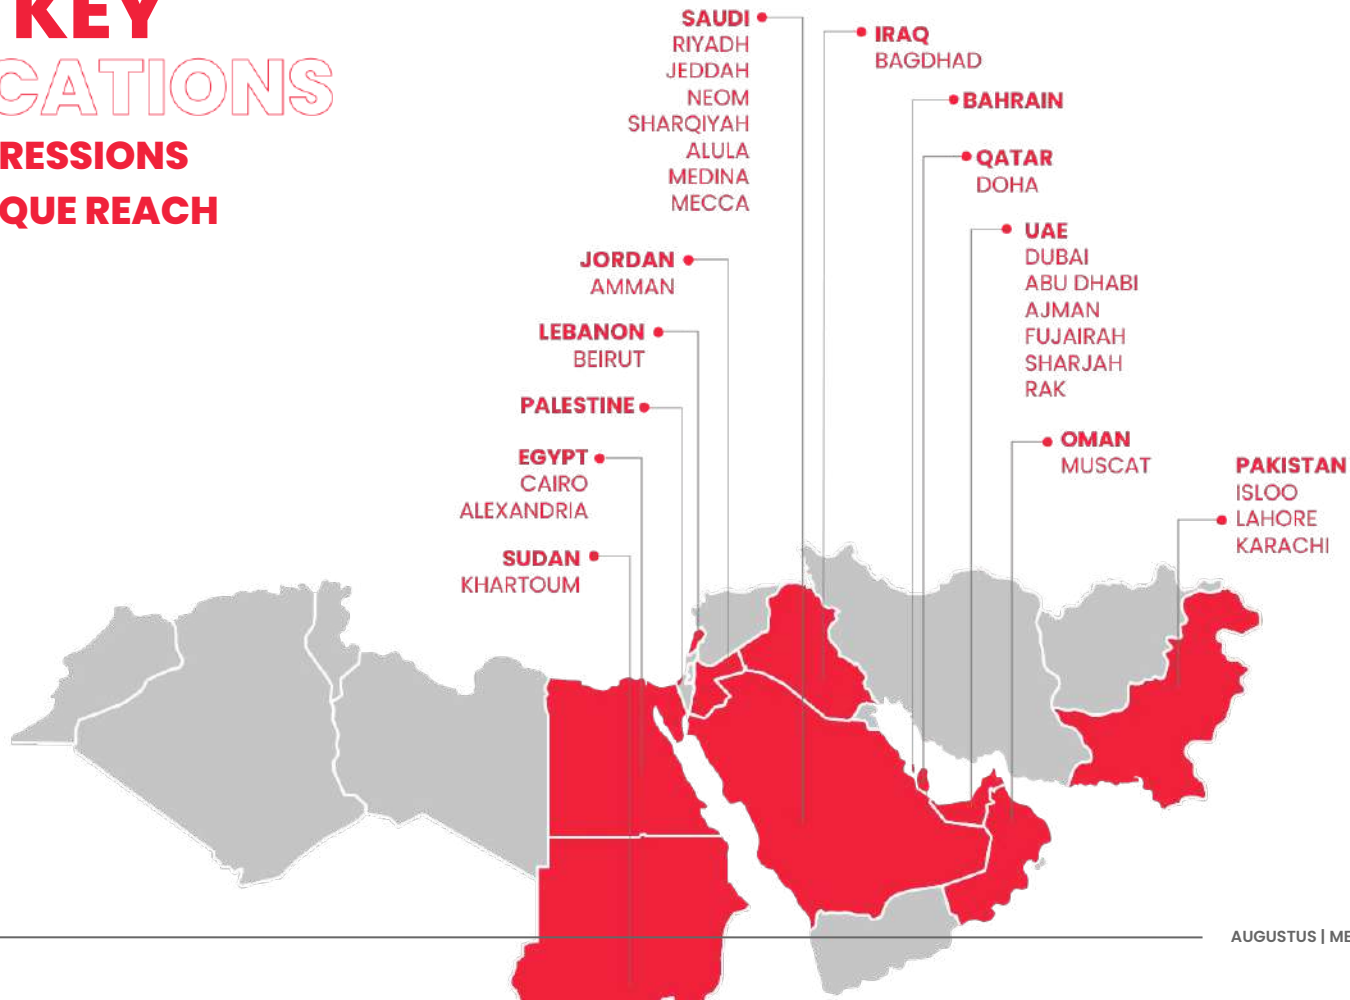 KEY
CATIONS
RESSIONS
QUE REACH
SAUDI
RIYADH
JEDDAH
NEOM
SHARQIYAH
ALULA
MEDINA
MECCA
IRAQ
BAGDHAD
BAHRAIN
QATAR
DOHA
UAE
DUBAI
ABU DHABI
AJMAN
FUJAIRAH
SHARJAH
RAK
JORDAN
AMMAN
LEBANON
BEIRUT
PALESTINE
EGYPT
CAIRO
ALEXANDRIA
SUDAN
KHARTOUM
OMAN
MUSCAT
PAKISTAN
ISLOO
LAHORE
KARACHI
AUGUSTUS | ME